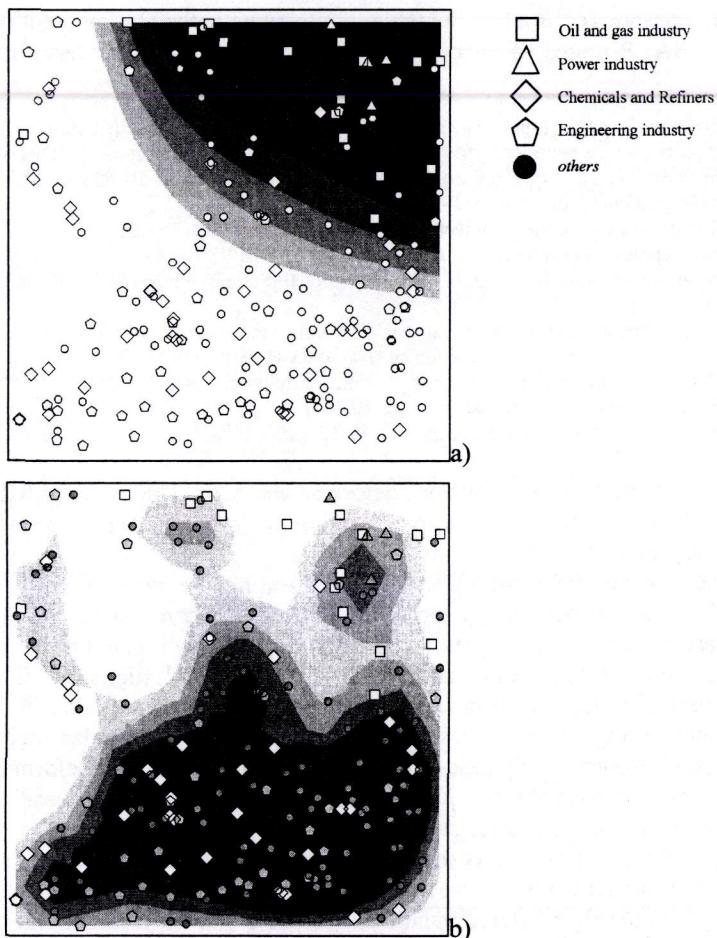 Oil and gas industry
Power industry
Chemicals and Refiners
Engineering industry
others
a)
b)